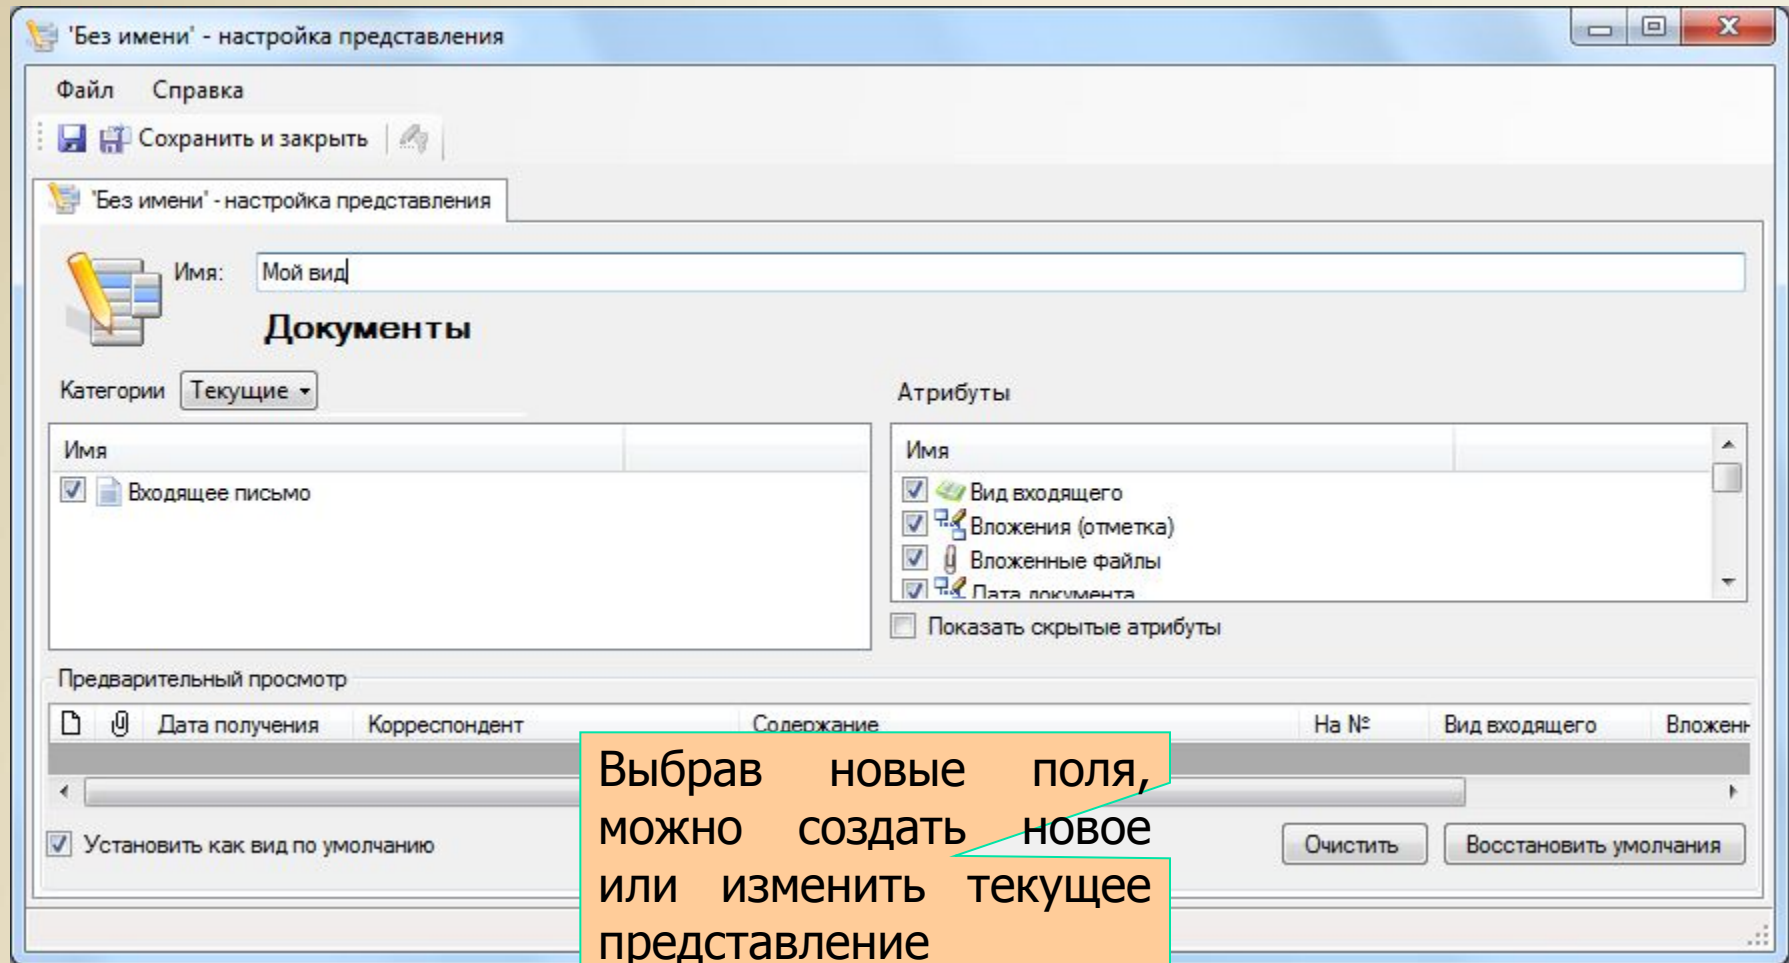 'Без имени' - настройка представления
Файл Справка
Сохранить и закрыть
'Без имени' - настройка представления
Имя: Мой вид
Документы
Категории Текущие
Атрибуты
Имя
Входящее письмо
Имя
Вид входящего
Вложения (отметка)
Вложенные файлы
Дата документа
Показать скрытые атрибуты
Предварительный просмотр
Дата получения Корреспондент Содержание На № Вид входящего Вложенн
Установить как вид по умолчанию
Очистить Восстановить умолчания
Выбрав новые поля,
можно создать новое
или изменить текущее
представление